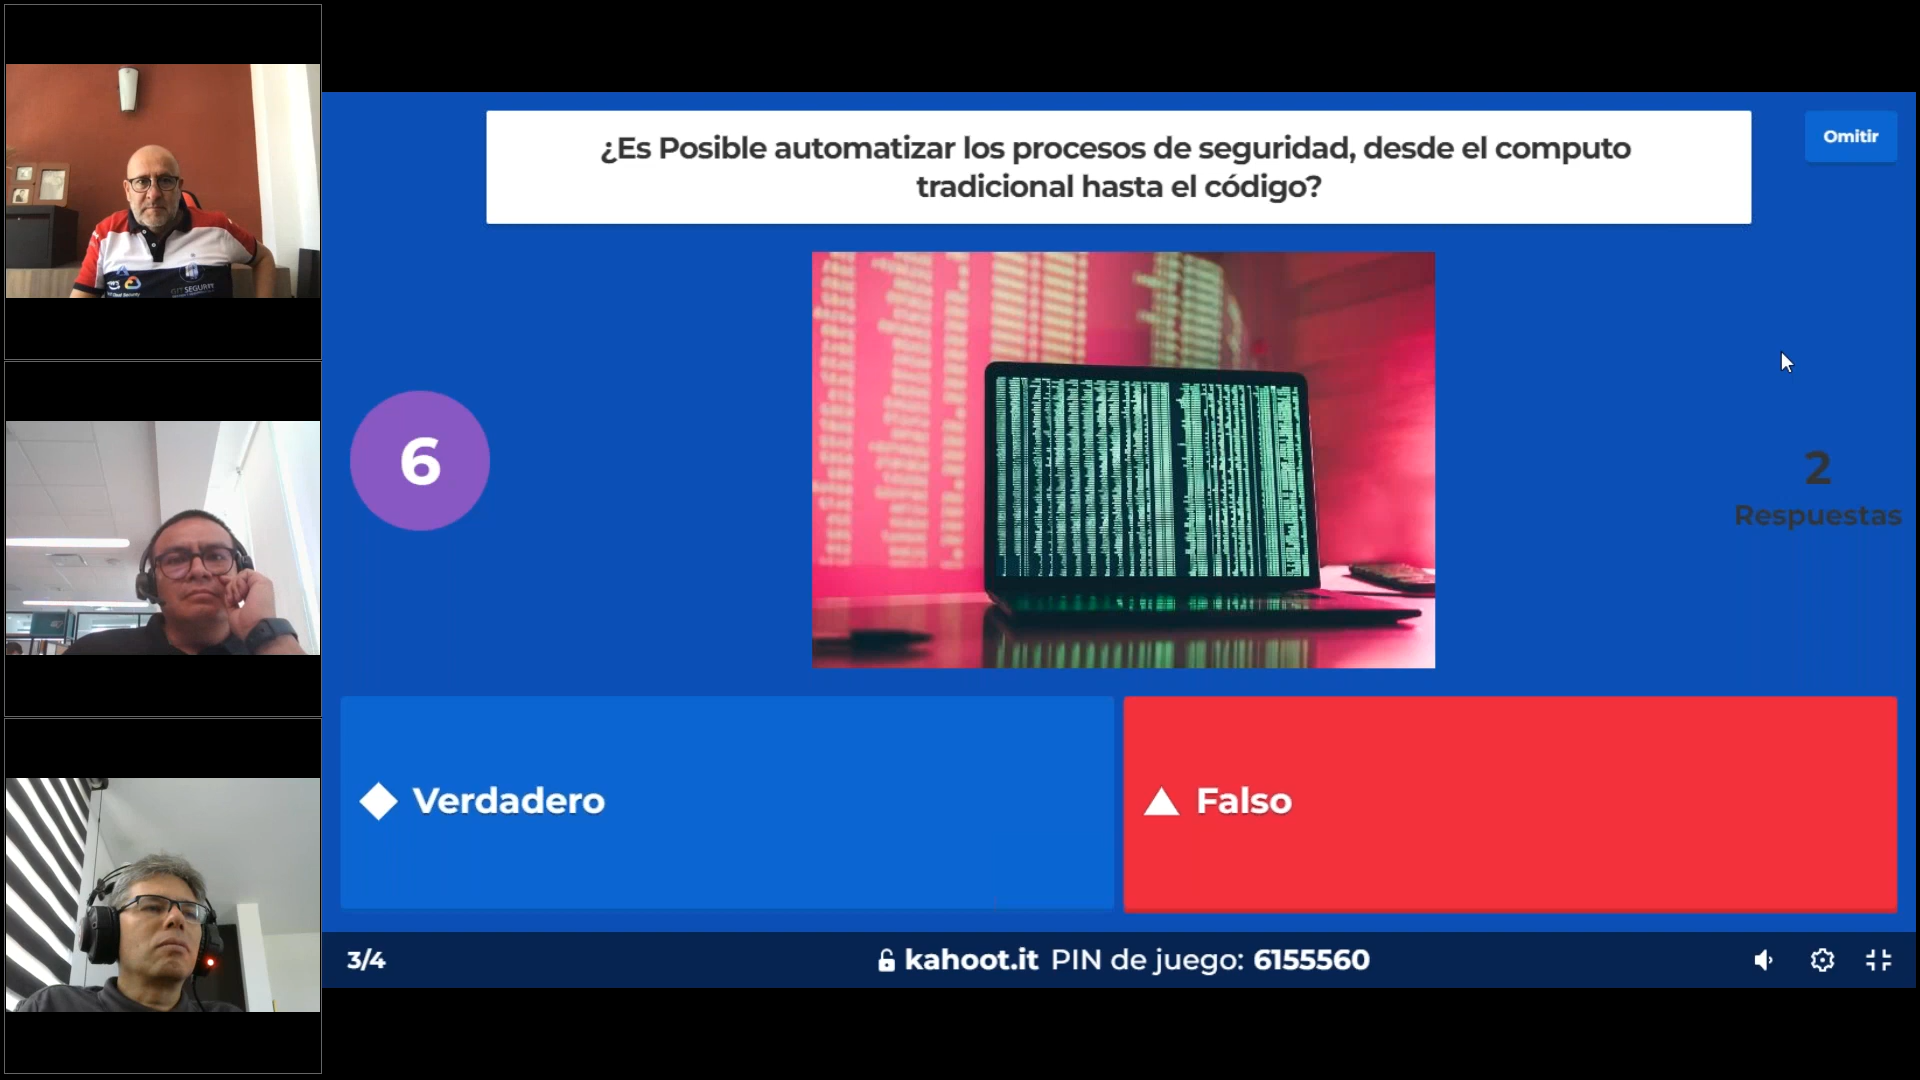 ¿Es Posible automatizar los procesos de seguridad, desde el computo
tradicional hasta el código?
Omitir
6
2
Respuestas
Verdadero
Falso
3/4
kahoot.it PIN de juego: 6155560